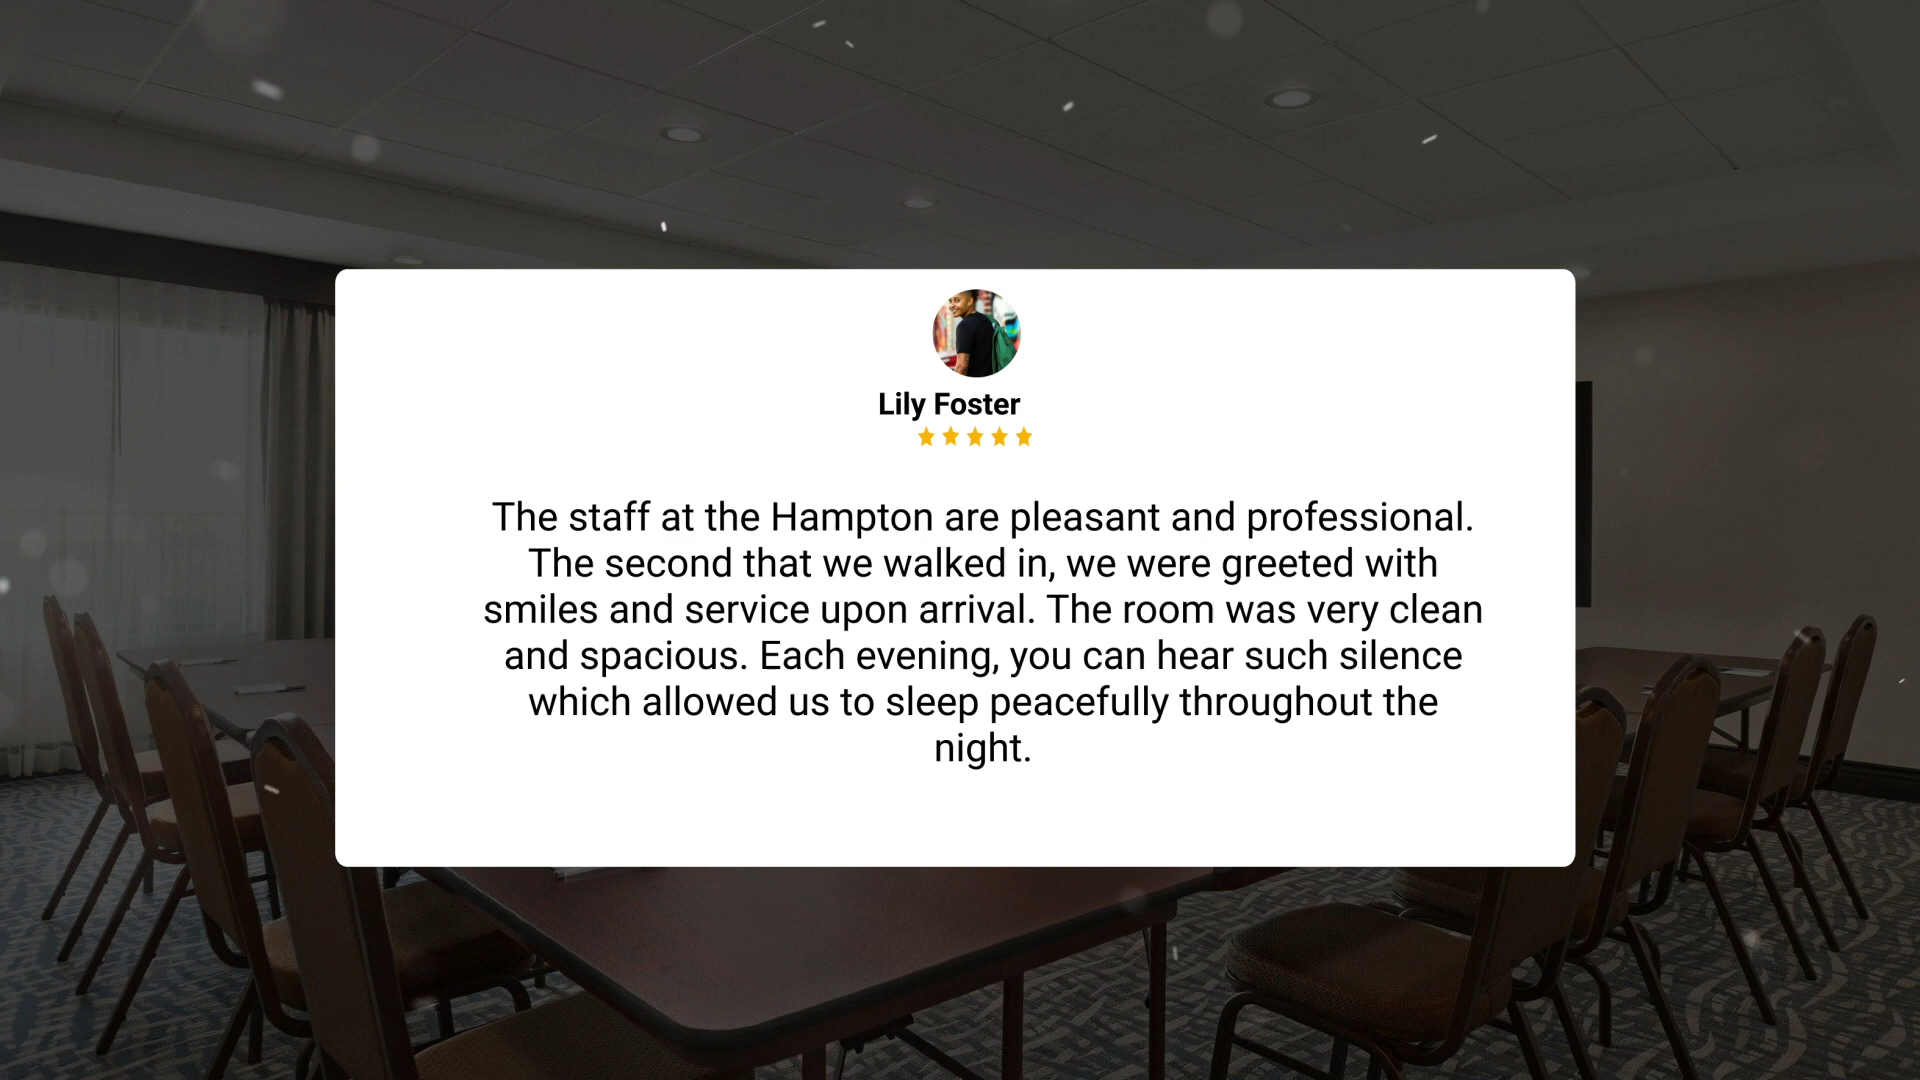 Lily Foster
The staff at the Hampton are pleasant and professional.
The second that we walked in, we were greeted with
smiles and service upon arrival. The room was very clean
and spacious. Each evening, you can hear such silence
which allowed us to sleep peacefully throughout the
night.